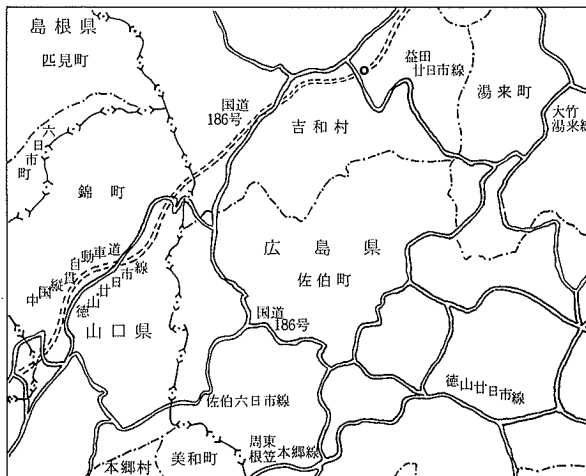 島根県
匹見町
六日市町
錦町
国道
186号
吉和村
益田
廿日市線
湯来町
大竹
湯来線
広島県
佐伯町
中国縦貫自動車道
徳山廿日市線
山口県
国道
186号
佐伯六日市線
徳山廿日市線
周東
根笠
本郷線
本郷村
美和町